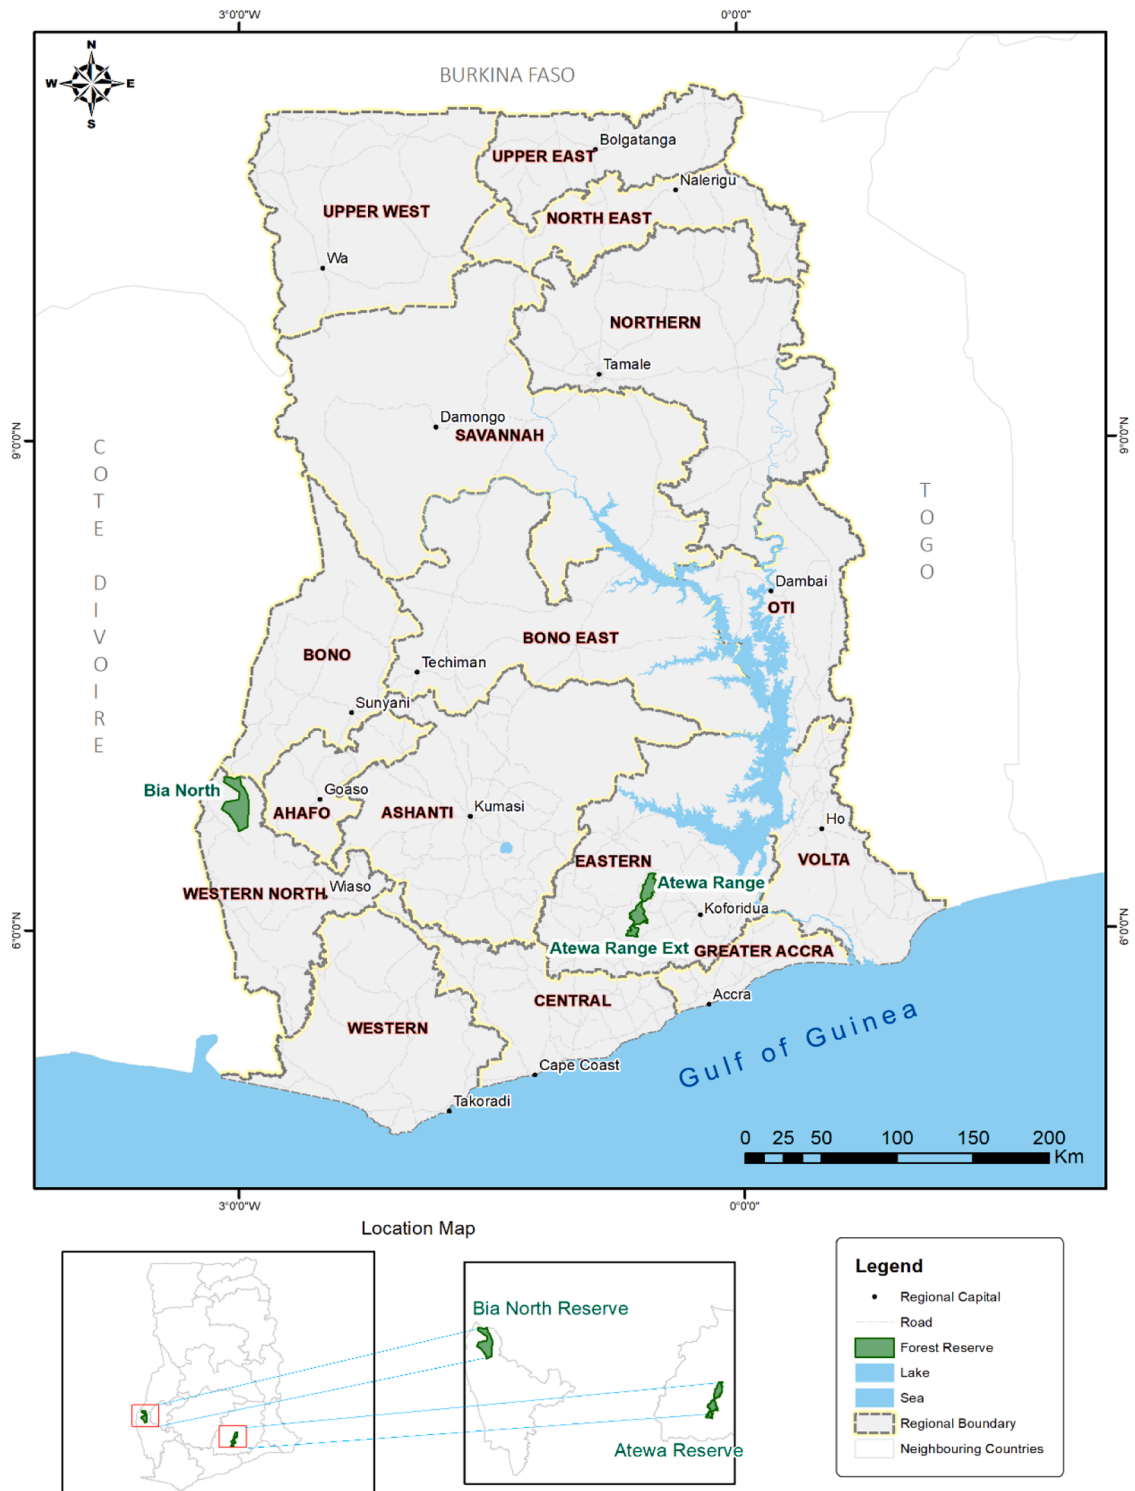 3°0'0"W
0°0'0"
N
W
E
S
BURKINA FASO
Bolgatanga
UPPER EAST
Nalerigu
UPPER WEST
NORTH EAST
Wa
NORTHERN
Tamale
Damongo
SAVANNAH
9°0'0"N
9°0'0"N
COTE DIVOIRE
TOGO
Dambai
OTI
BONO EAST
BONO
Techiman
Sunyani
Bia North
Goaso
AHAFO
ASHANTI
Kumasi
Ho
EASTERN
VOLTA
Atewa Range
WESTERN NORTH
Wiaso
Koforidua
6°0'0"N
6°0'0"N
Atewa Range Ext
GREATER ACCRA
CENTRAL
Accra
WESTERN
Gulf of Guinea
Cape Coast
Takoradi
0 25 50 100 150 200
Km
3°0'0"W
0°0'0"
Location Map
Bia North Reserve
Atewa Reserve
Legend
Regional Capital
Road
Forest Reserve
Lake
Sea
Regional Boundary
Neighbouring Countries